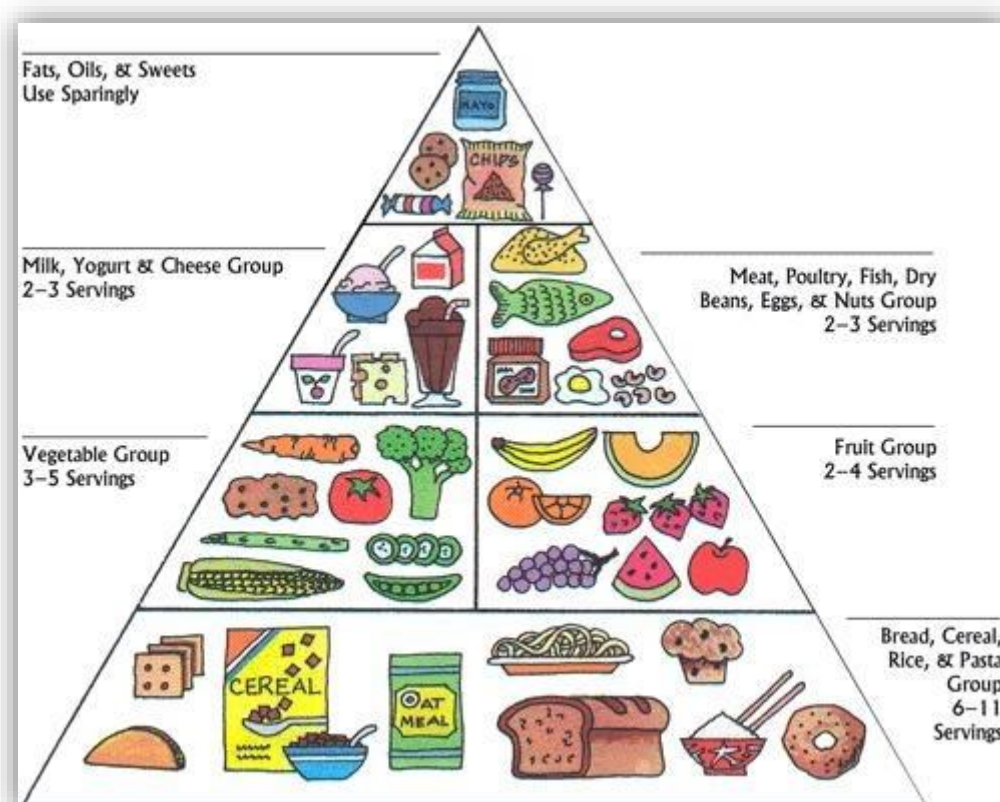 Fats, Oils, & Sweets
Use Sparingly
MAYO
CHIPS
Milk, Yogurt & Cheese Group
2–3 Servings
Meat, Poultry, Fish, Dry
Beans, Eggs, & Nuts Group
2–3 Servings
Vegetable Group
3–5 Servings
Fruit Group
2–4 Servings
Bread, Cereal,
Rice, & Pasta
Group
6–11
Servings
CEREAL
OAT
MEAL